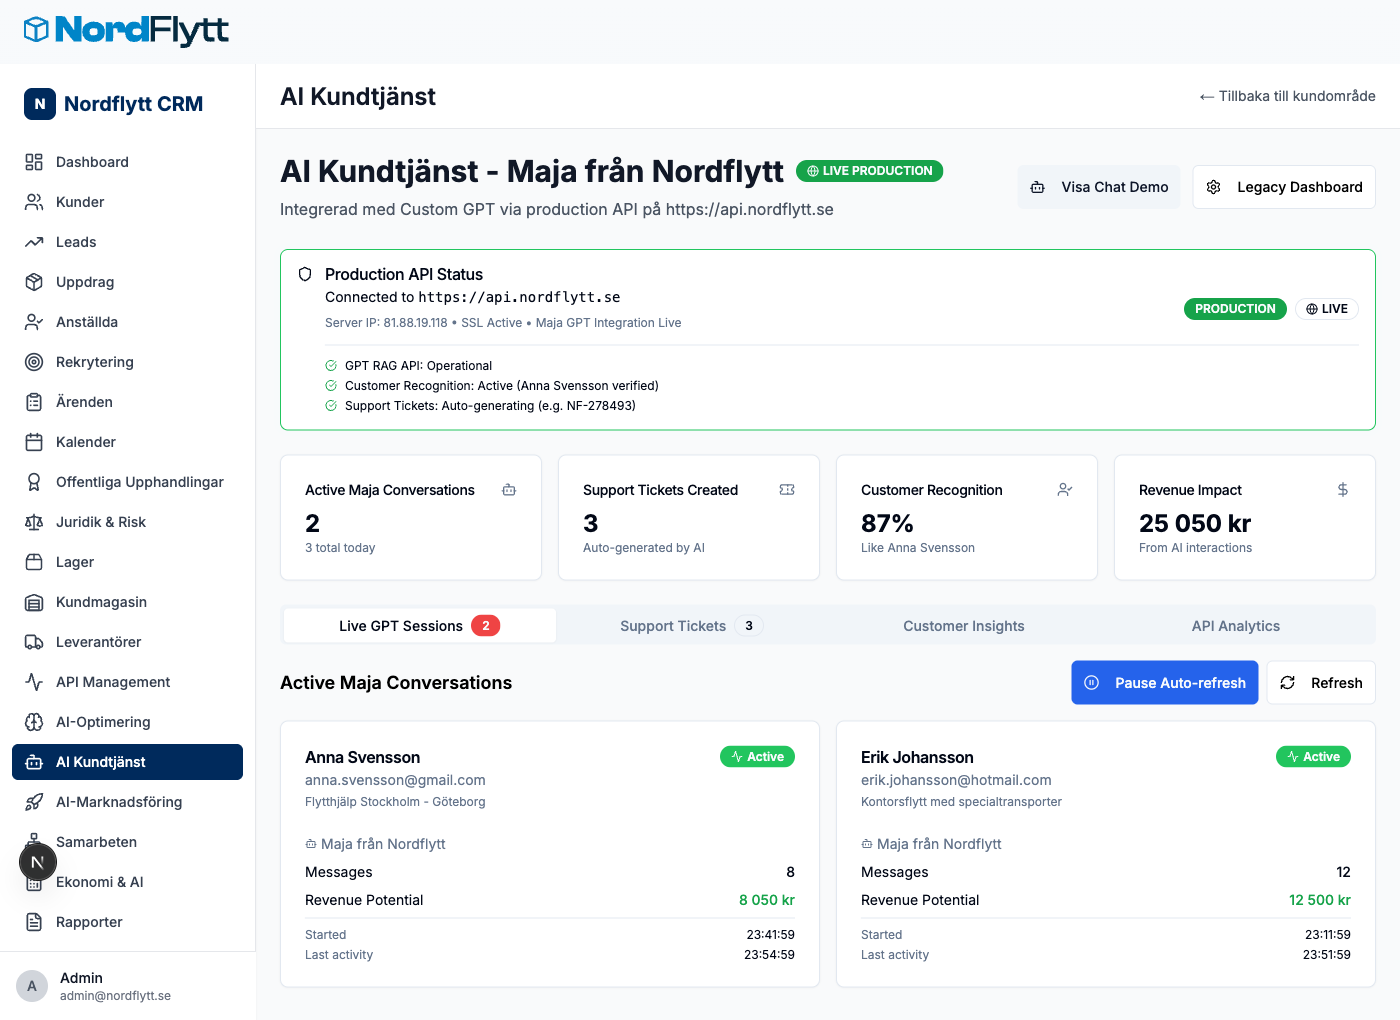 NordFlytt
N Nordflytt CRM
Dashboard
Kunder
Leads
Uppdrag
Anställda
Rekrytering
Ärenden
Kalender
Offentliga Upphandlingar
Juridik & Risk
Lager
Kundmagasin
Leverantörer
API Management
AI-Optimering
AI Kundtjänst
AI-Marknadsföring
Samarbeten
N
Ekonomi & AI
Rapporter
A
Admin
admin@nordflytt.se
AI Kundtjänst
← Tillbaka till kundområde
AI Kundtjänst - Maja från Nordflytt
LIVE PRODUCTION
Integrerad med Custom GPT via production API på https://api.nordflytt.se
Visa Chat Demo
Legacy Dashboard
Production API Status
Connected to https://api.nordflytt.se
Server IP: 81.88.19.118 • SSL Active • Maja GPT Integration Live
PRODUCTION
LIVE
GPT RAG API: Operational
Customer Recognition: Active (Anna Svensson verified)
Support Tickets: Auto-generating (e.g. NF-278493)
Active Maja Conversations
2
3 total today
Support Tickets Created
3
Auto-generated by AI
Customer Recognition
87%
Like Anna Svensson
Revenue Impact
25 050 kr
From AI interactions
Live GPT Sessions 2
Support Tickets 3
Customer Insights
API Analytics
Active Maja Conversations
Pause Auto-refresh
Refresh
Anna Svensson
Active
anna.svensson@gmail.com
Flytthjälp Stockholm - Göteborg
Maja från Nordflytt
Messages 8
Revenue Potential 8 050 kr
Started 23:41:59
Last activity 23:54:59
Erik Johansson
Active
erik.johansson@hotmail.com
Kontorsflytt med specialtransporter
Maja från Nordflytt
Messages 12
Revenue Potential 12 500 kr
Started 23:11:59
Last activity 23:51:59